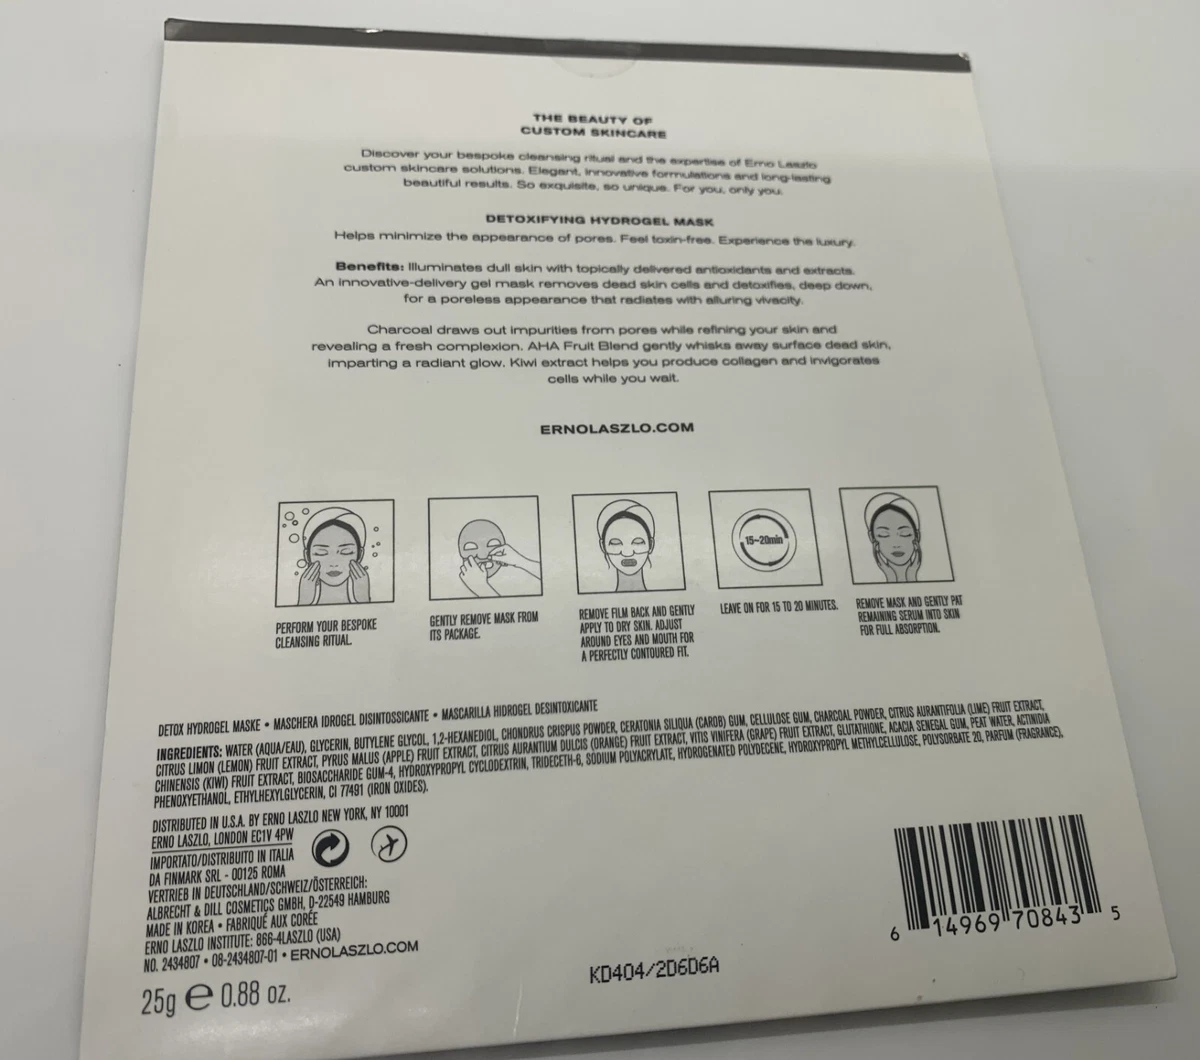 THE BEAUTY OF
CUSTOM SKINCARE
Discover your bespoke cleansing ritual and the expertise of Erno Laszlo
custom skincare solutions. Elegant, innovative formulations and long-lasting
beautiful results. So exquisite, so unique. For you, only you.
DETOXIFYING HYDROGEL MASK
Helps minimize the appearance of pores. Feel toxin-free. Experience the luxury.
Benefits: Illuminates dull skin with topically delivered antioxidants and extracts.
An innovative-delivery gel mask removes dead skin cells and detoxifies, deep down,
for a poreless appearance that radiates with alluring vivacity.
Charcoal draws out impurities from pores while refining your skin and
revealing a fresh complexion. AHA Fruit Blend gently whisks away surface dead skin,
imparting a radiant glow. Kiwi extract helps you produce collagen and invigorates
cells while you wait.
ERNOLASZLO.COM
15~20min
PERFORM YOUR BESPOKE
CLEANSING RITUAL.
GENTLY REMOVE MASK FROM
ITS PACKAGE.
REMOVE FILM BACK AND GENTLY
APPLY TO DRY SKIN. ADJUST
AROUND EYES AND MOUTH FOR
A PERFECTLY CONTOURED FIT.
LEAVE ON FOR 15 TO 20 MINUTES.
REMOVE MASK AND GENTLY PAT
REMAINING SERUM INTO SKIN
FOR FULL ABSORPTION.
DETOX HYDROGEL MASKE • MASCHERA IDROGEL DISINTOSSICANTE • MASCARILLA HIDROGEL DESINTOXICANTE
INGREDIENTS: WATER (AQUA/EAU), GLYCERIN, BUTYLENE GLYCOL, 1,2-HEXANEDIOL, CHONDRUS CRISPUS POWDER, CERATONIA SILIQUA (CAROB) GUM, CELLULOSE GUM, CHARCOAL POWDER, CITRUS AURANTIFOLIA (LIME) FRUIT EXTRACT,
CITRUS LIMON (LEMON) FRUIT EXTRACT, PYRUS MALUS (APPLE) FRUIT EXTRACT, CITRUS AURANTIUM DULCIS (ORANGE) FRUIT EXTRACT, VITIS VINIFERA (GRAPE) FRUIT EXTRACT, GLUTATHIONE, ACACIA SENEGAL GUM, PEAT WATER, ACTINIDIA
CHINENSIS (KIWI) FRUIT EXTRACT, BIOSACCHARIDE GUM-4, HYDROXYPROPYL CYCLODEXTRIN, TRIDECETH-6, SODIUM POLYACRYLATE, HYDROGENATED POLYDECENE, HYDROXYPROPYL METHYLCELLULOSE, POLYSORBATE 20, PARFUM (FRAGRANCE),
PHENOXYETHANOL, ETHYLHEXYLGLYCERIN, CI 77491 (IRON OXIDES).
DISTRIBUTED IN U.S.A. BY ERNO LASZLO NEW YORK, NY 10001
ERNO LASZLO, LONDON EC1V 4PW
IMPORTATO/DISTRIBUITO IN ITALIA
DA FINMARK SRL - 00125 ROMA
VERTRIEB IN DEUTSCHLAND/SCHWEIZ/ÖSTERREICH:
ALBRECHT & DILL COSMETICS GMBH, D-22549 HAMBURG
MADE IN KOREA • FABRIQUÉ AUX CORÉE
ERNO LASZLO INSTITUTE: 866-4LASZLO (USA)
NO. 2434807 • 08-2434807-01 • ERNOLASZLO.COM
25g e 0.88 oz.
KD404/2D6D6A
6 14969 70843 5